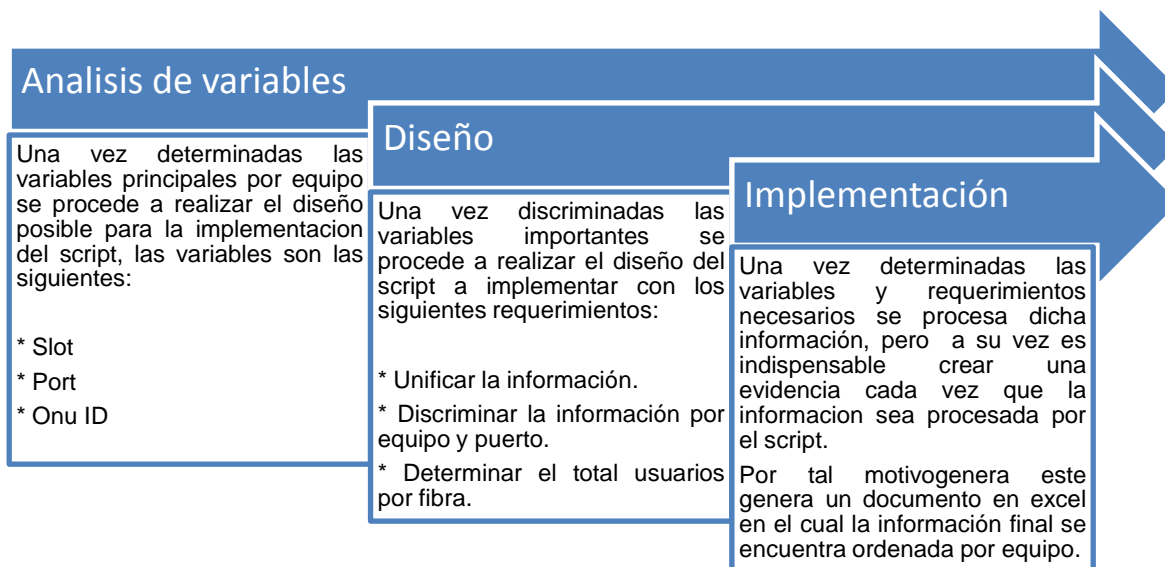 Analisis de variables
Una vez determinadas las
variables principales por equipo
se procede a realizar el diseño
posible para la implementacion
del script, las variables son las
siguientes:
* Slot
* Port
* Onu ID
Diseño
Una vez discriminadas las
variables importantes se
procede a realizar el diseño del
script a implementar con los
siguientes requerimientos:
* Unificar la información.
* Discriminar la información por
equipo y puerto.
* Determinar el total usuarios
por fibra.
Implementación
Una vez determinadas las
variables y requerimientos
necesarios se procesa dicha
información, pero a su vez es
indispensable crear una
evidencia cada vez que la
informacion sea procesada por
el script.
Por tal motivogenera este
genera un documento en excel
en el cual la información final se
encuentra ordenada por equipo.